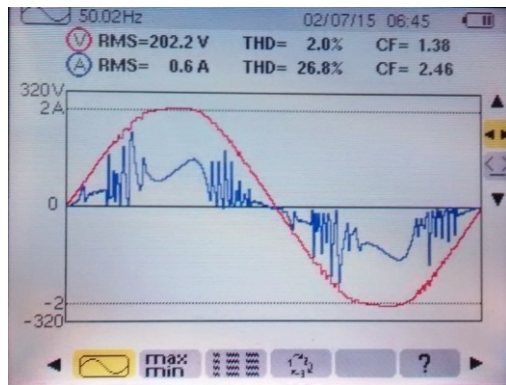 50.02Hz 02/07/15 06:45
V RMS=202.2 V THD= 2.0% CF= 1.38
A RMS= 0.6 A THD= 26.8% CF= 2.46
320V
2A
0
-2
-320
max
min
?